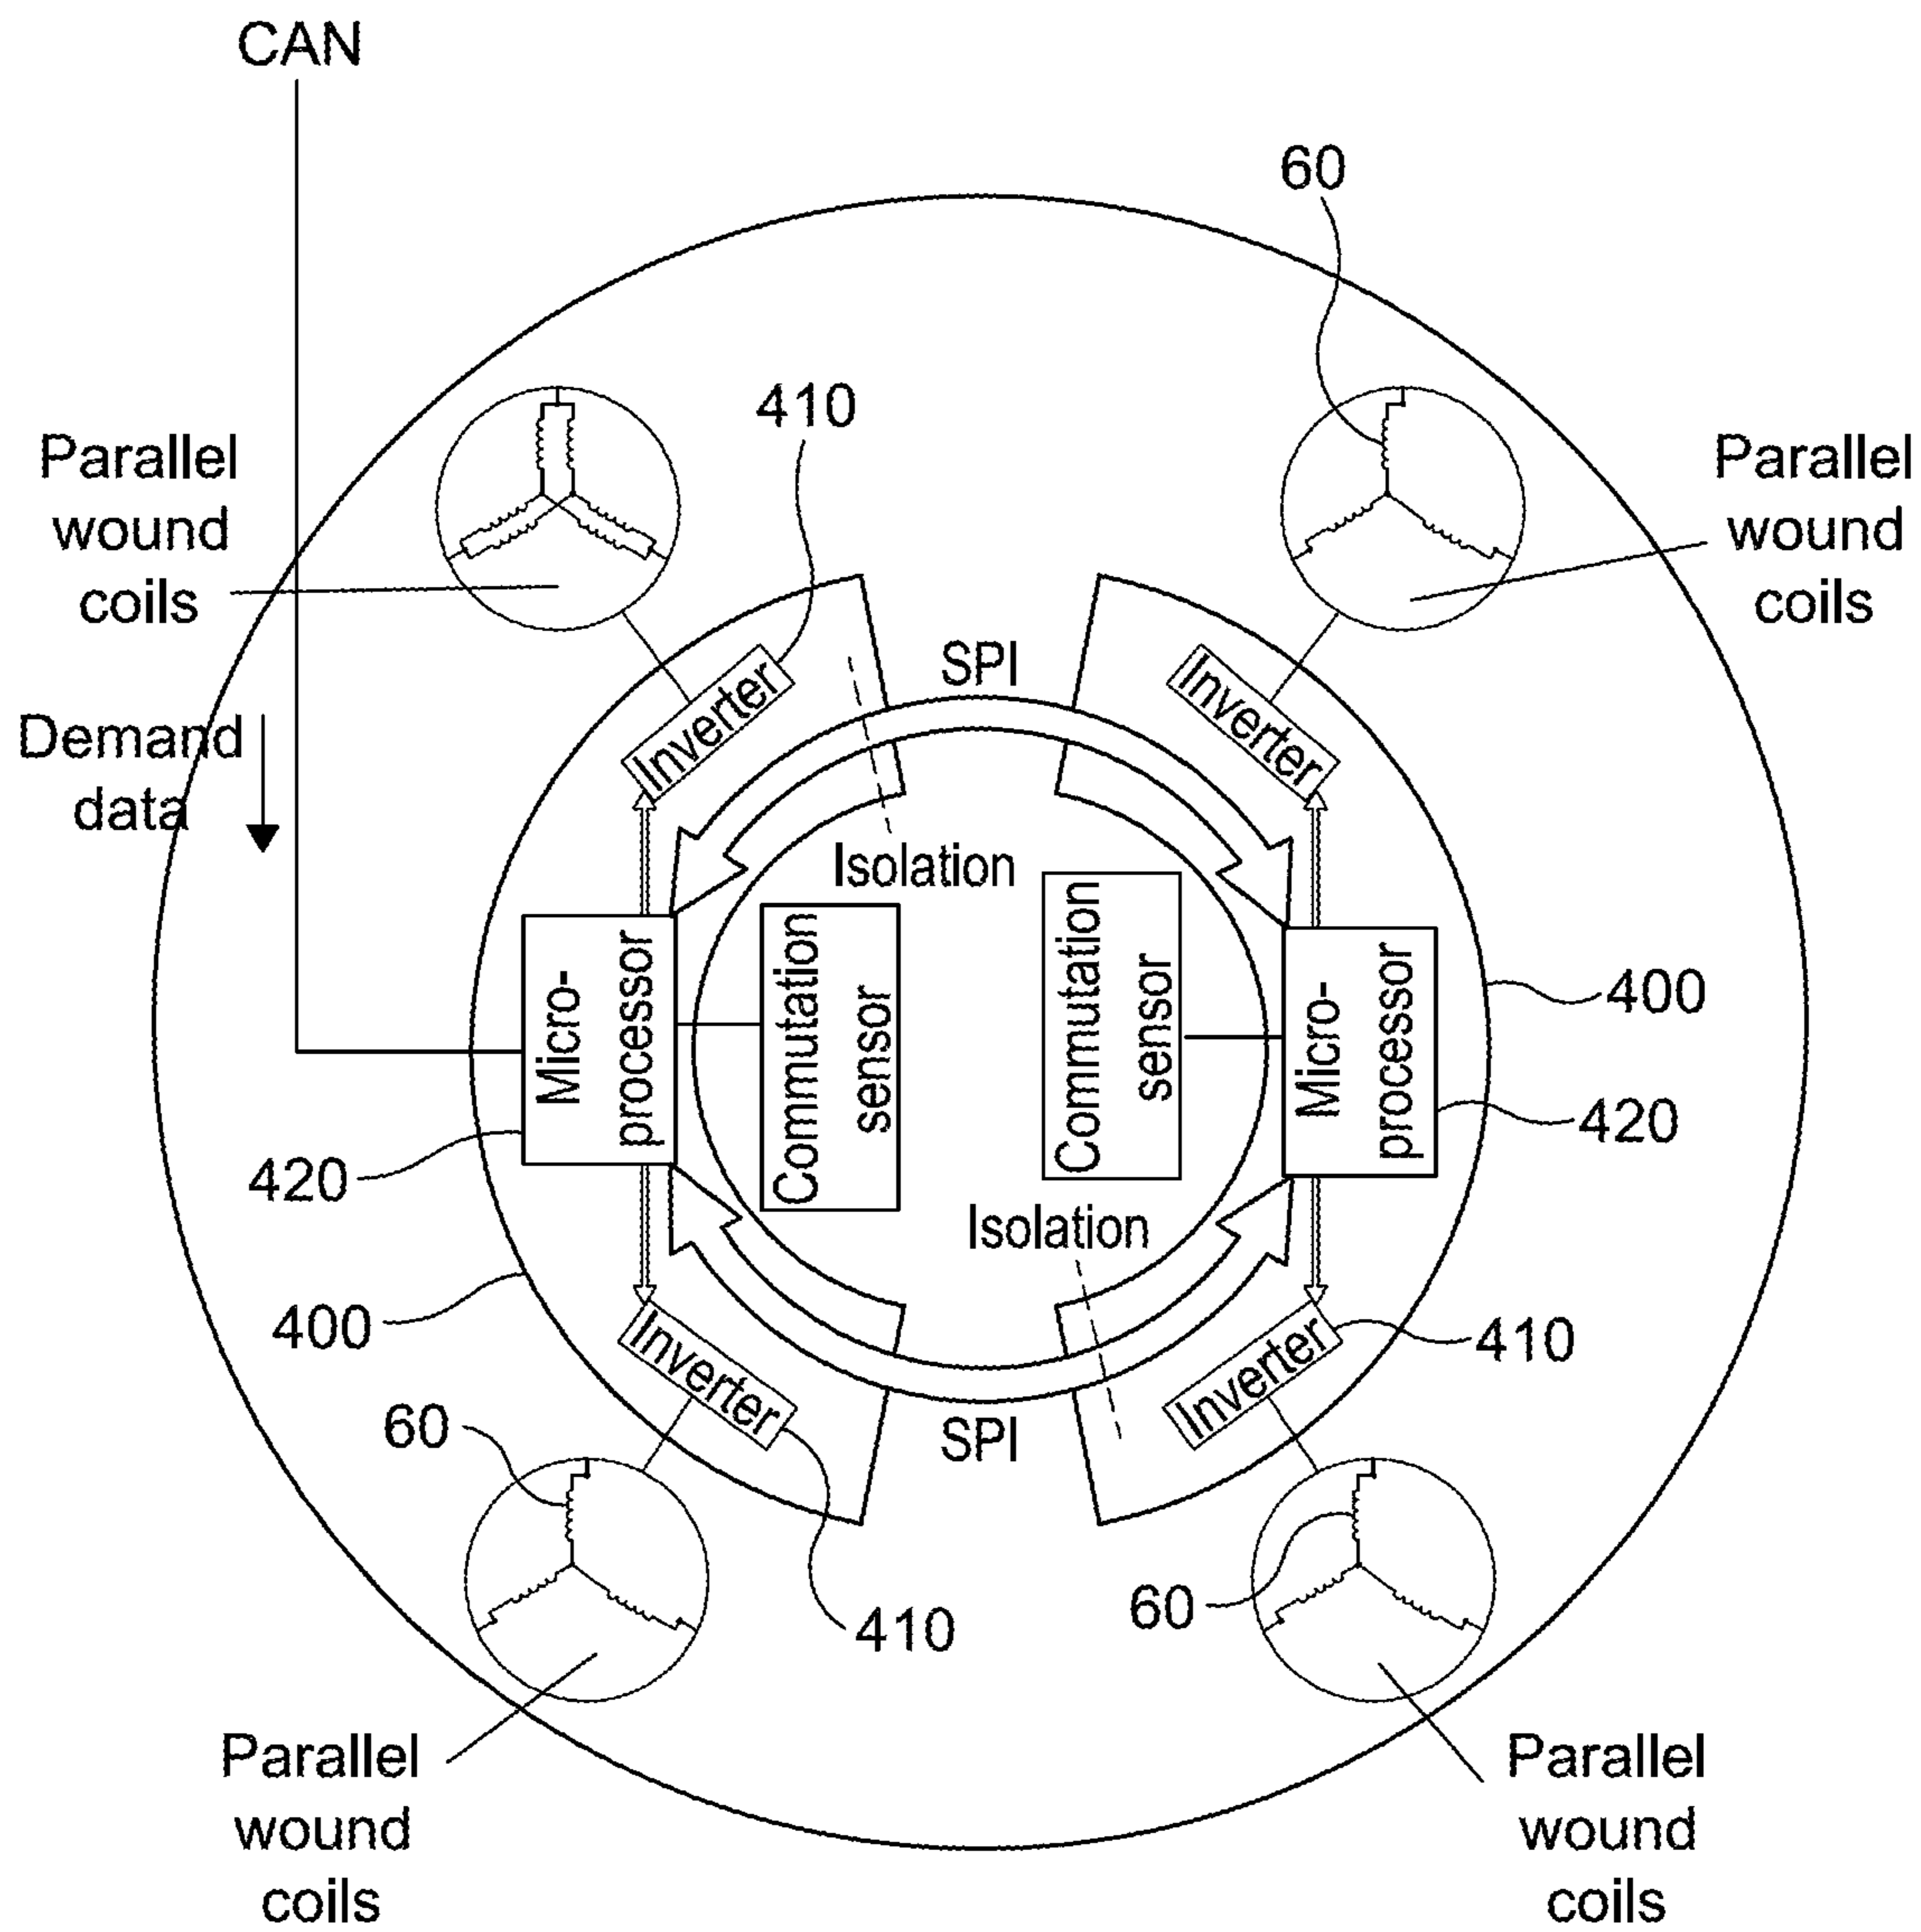 CAN
60
410
Parallel
wound
coils
Parallel
wound
coils
SPI
Inverter
Inverter
Demand
data
Isolation
Micro-
processor
Commutation
sensor
Commutation
sensor
Micro-
processor
400
420
420
Isolation
400
Inverter
Inverter
410
60
SPI
60
410
Parallel
wound
coils
Parallel
wound
coils